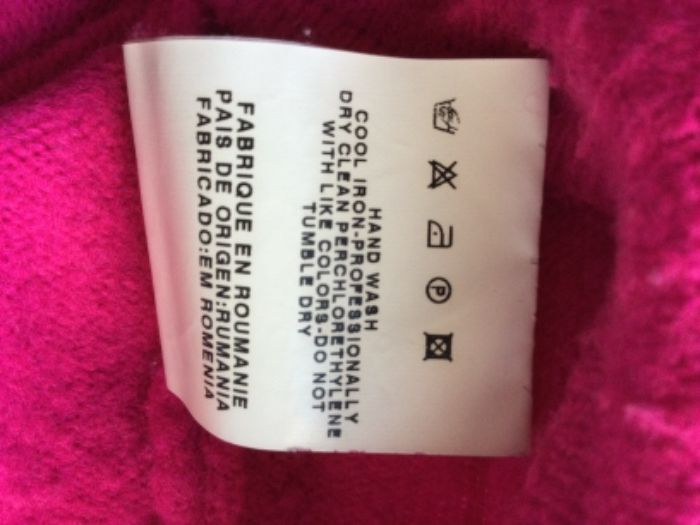 HAND WASH
COOL IRON-PROFESSIONALLY
DRY CLEAN PERCHLORETHYLENE
WITH LIKE COLORS-DO NOT
TUMBLE DRY
FABRIQUE EN ROUMANIE
PAIS DE ORIGEN:RUMANIA
FABRICADO:EM ROMENIA
P